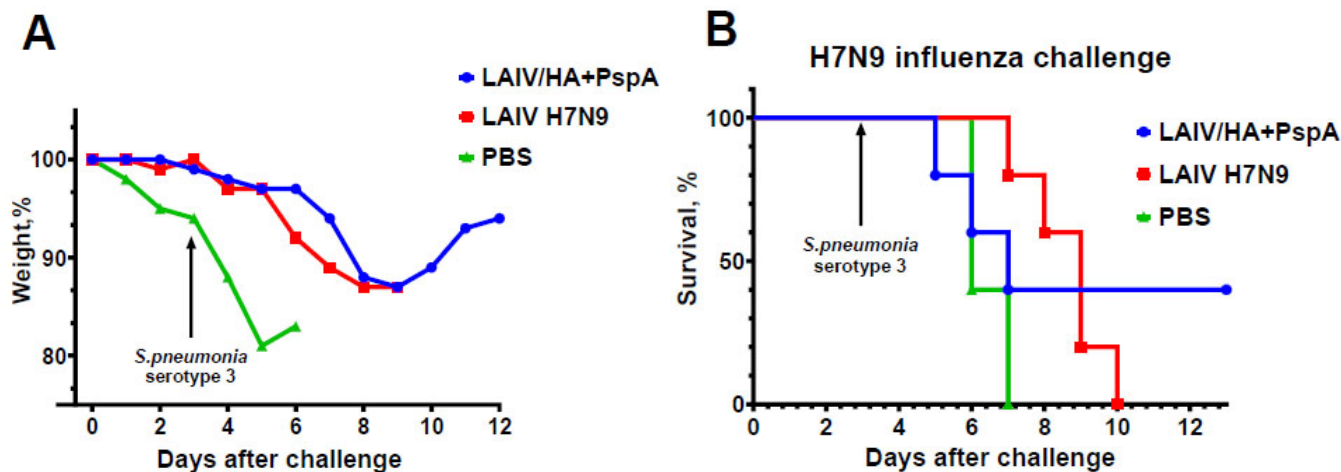 A
LAIV/HA+PspA
LAIV H7N9
PBS
Weight,%
100
90
80
S.pneumonia
serotype 3
0 2 4 6 8 10 12
Days after challenge
B
H7N9 influenza challenge
LAIV/HA+PspA
LAIV H7N9
PBS
Survival, %
100
50
0
S.pneumonia
serotype 3
0 2 4 6 8 10 12
Days after challenge